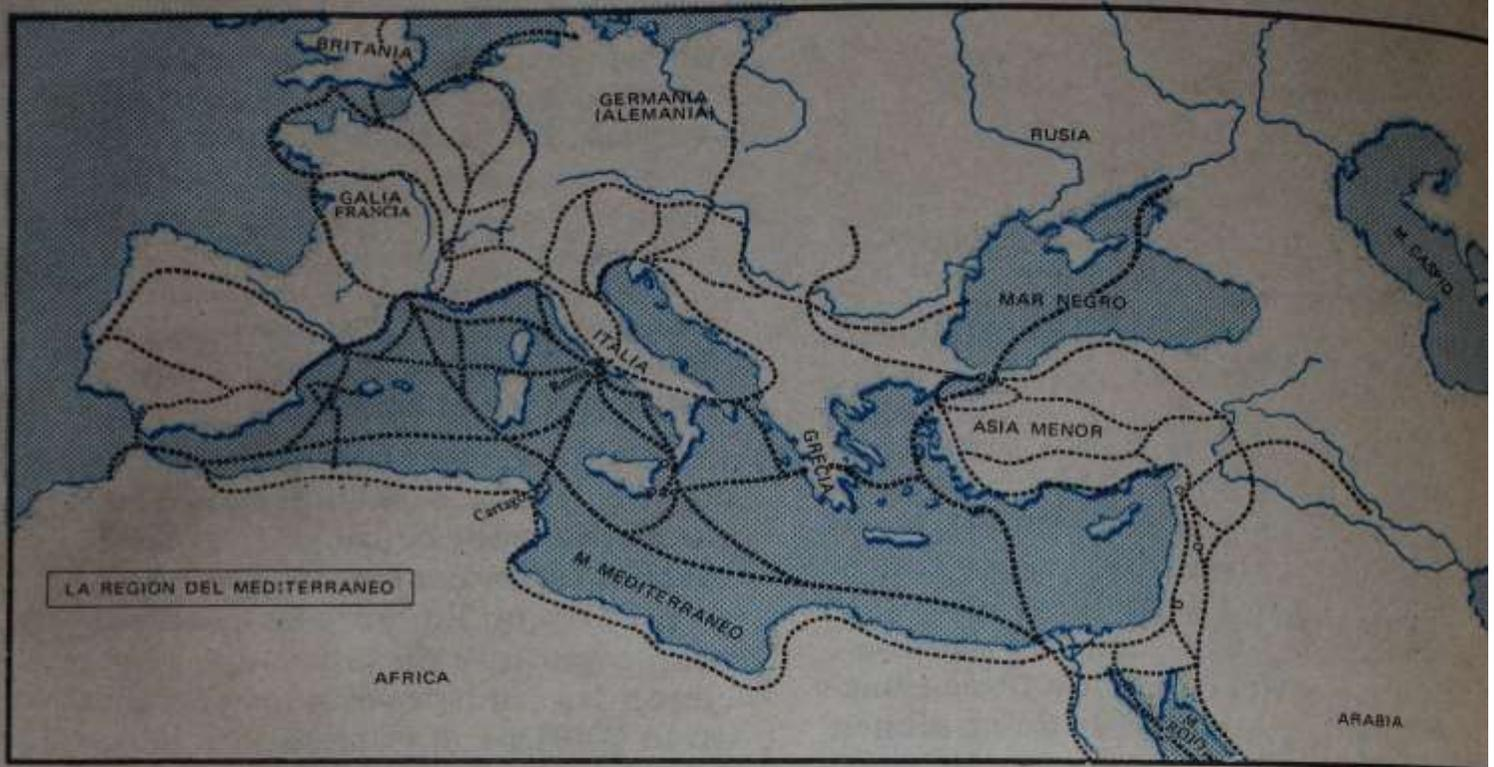 BRITANIA
GERMANIA
(ALEMANIA)
RUSIA
GALIA
FRANCIA
M. CASPIO
MAR NEGRO
ITALIA
Roma
ASIA MENOR
GRECIA
Cartago
LA REGION DEL MEDITERRANEO
M. MEDITERRANEO
AFRICA
M.
ROJO
ARABIA